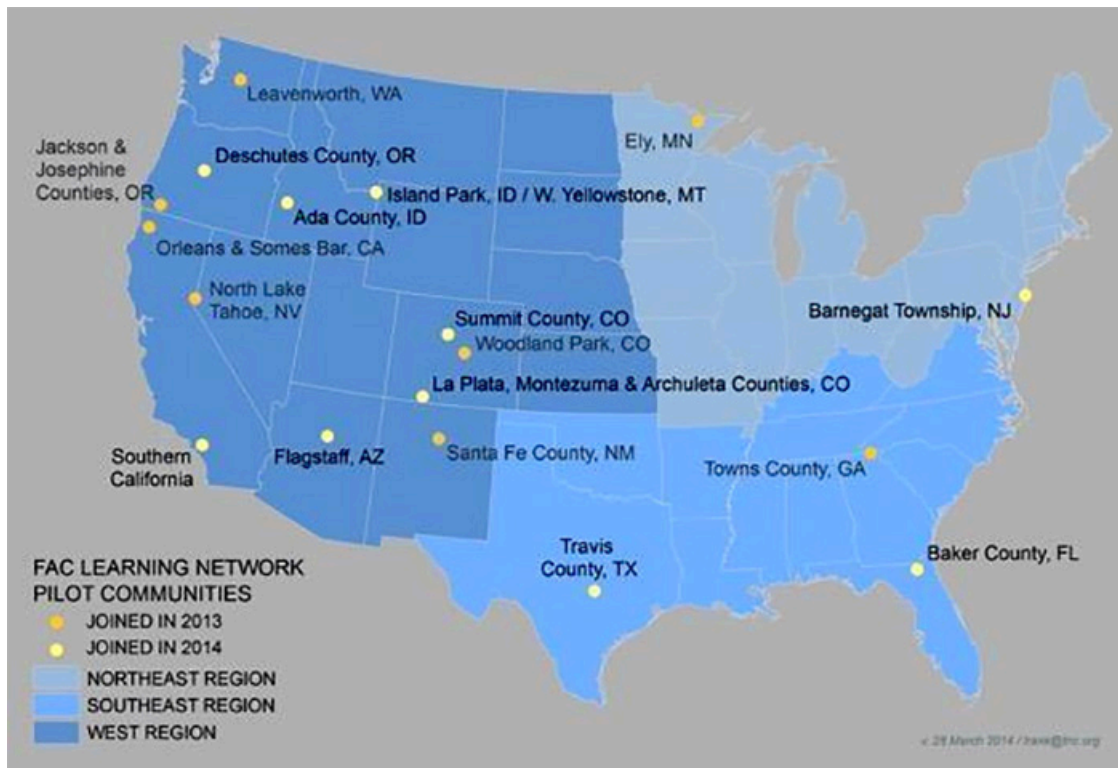 Leavenworth, WA
Ely, MN
Jackson &
Josephine
Counties, OR
Deschutes County, OR
Island Park, ID / W. Yellowstone, MT
Ada County, ID
Orleans & Somes Bar, CA
North Lake
Tahoe, NV
Barnegat Township, NJ
Summit County, CO
Woodland Park, CO
La Plata, Montezuma & Archuleta Counties, CO
Southern
California
Flagstaff, AZ
Santa Fe County, NM
Towns County, GA
Travis
County, TX
Baker County, FL
FAC LEARNING NETWORK
PILOT COMMUNITIES
JOINED IN 2013
JOINED IN 2014
NORTHEAST REGION
SOUTHEAST REGION
WEST REGION
28 March 2014 /